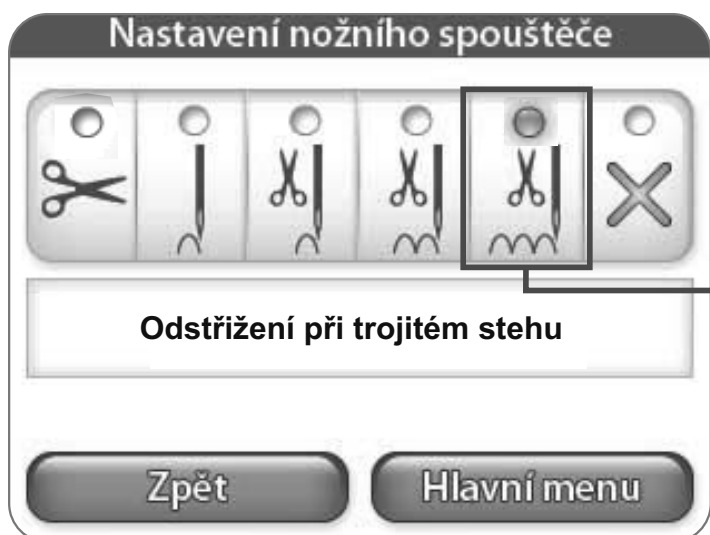 Nastavení nožního spouštěče
Odstřižení při trojitém stehu
Zpět
Hlavní menu